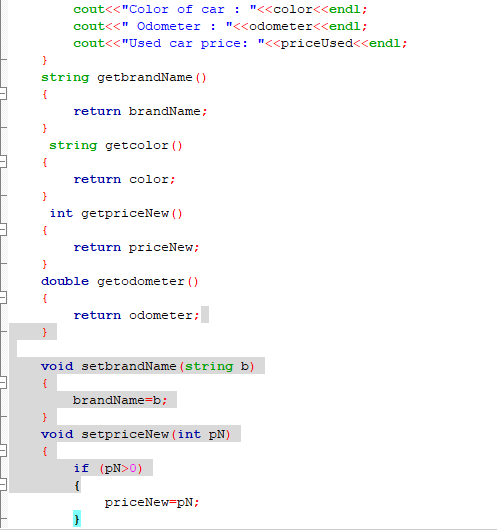 cout<<"Color of car : "<<color<<endl;
cout<<" Odometer : "<<odometer<<endl;
cout<<"Used car price: "<<priceUsed<<endl;
}
string getbrandName()
{
return brandName;
}
string getcolor()
{
return color;
}
int getpriceNew()
{
return priceNew;
}
double getodometer()
{
return odometer;
}
void setbrandName(string b)
{
brandName=b;
}
void setpriceNew(int pN)
{
if (pN>0)
{
priceNew=pN;
}